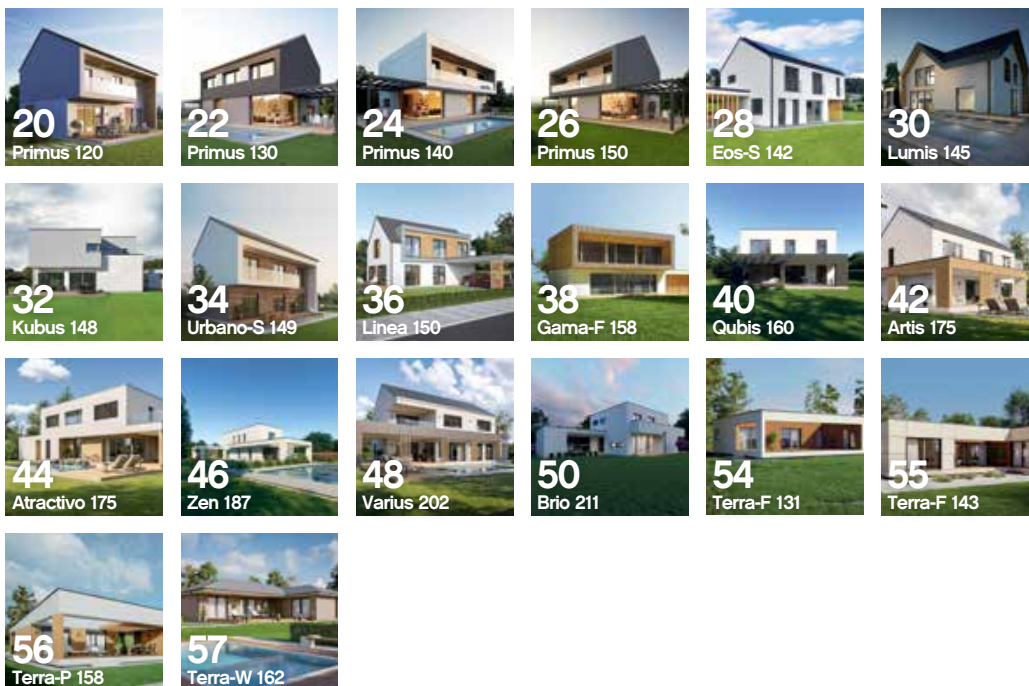 20
Primus 120
22
Primus 130
24
Primus 140
26
Primus 150
28
Eos-S 142
30
Lumis 145
32
Kubus 148
34
Urbano-S 149
36
Linea 150
38
Gama-F 158
40
Qubis 160
42
Artis 175
44
Atractivo 175
46
Zen 187
48
Varius 202
50
Brio 211
54
Terra-F 131
55
Terra-F 143
56
Terra-P 158
57
Terra-W 162